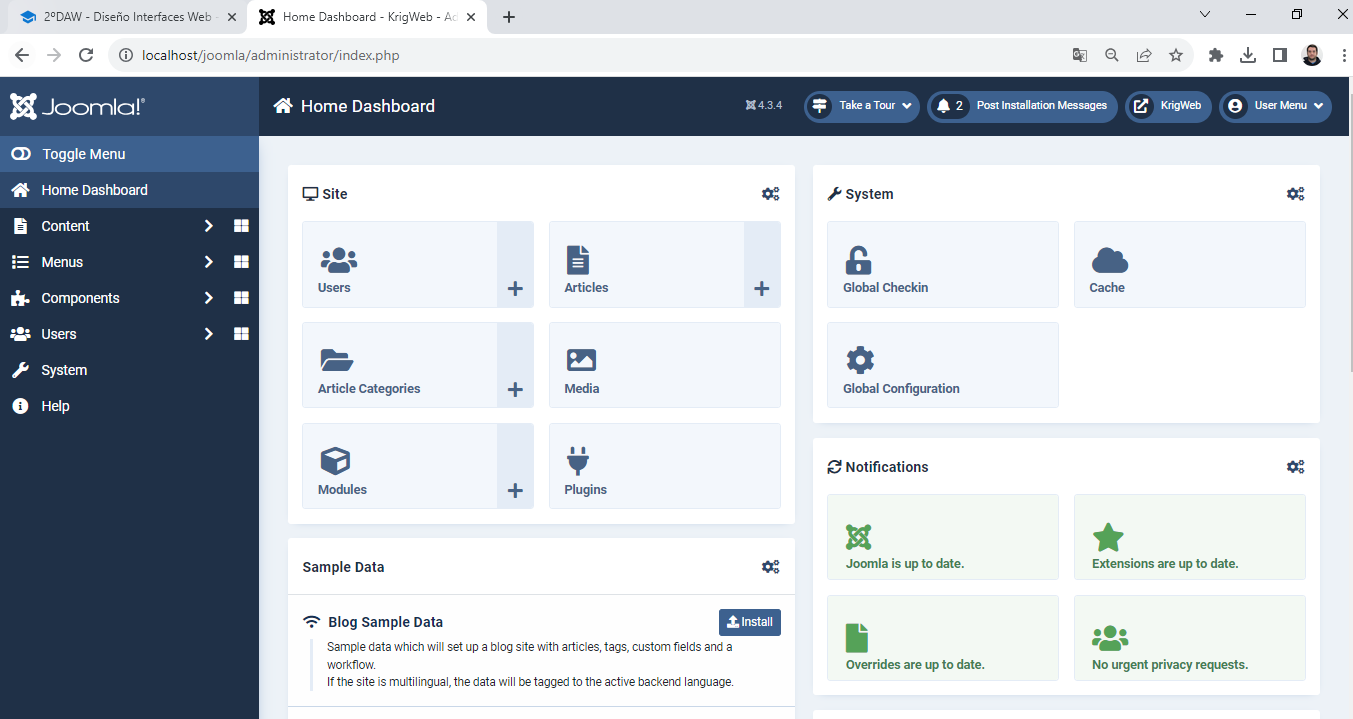 2ºDAW - Diseño Interfaces Web -
Home Dashboard - KrigWeb - Ad
localhost/joomla/administrator/index.php
Joomla!®
Home Dashboard
4.3.4
Take a Tour
2 Post Installation Messages
KrigWeb
User Menu
Toggle Menu
Home Dashboard
Content
Menus
Components
Users
System
Help
Site
Users
Articles
Article Categories
Media
Modules
Plugins
Sample Data
Blog Sample Data
Install
Sample data which will set up a blog site with articles, tags, custom fields and a
workflow.
If the site is multilingual, the data will be tagged to the active backend language.
System
Global Checkin
Cache
Global Configuration
Notifications
Joomla is up to date.
Extensions are up to date.
Overrides are up to date.
No urgent privacy requests.